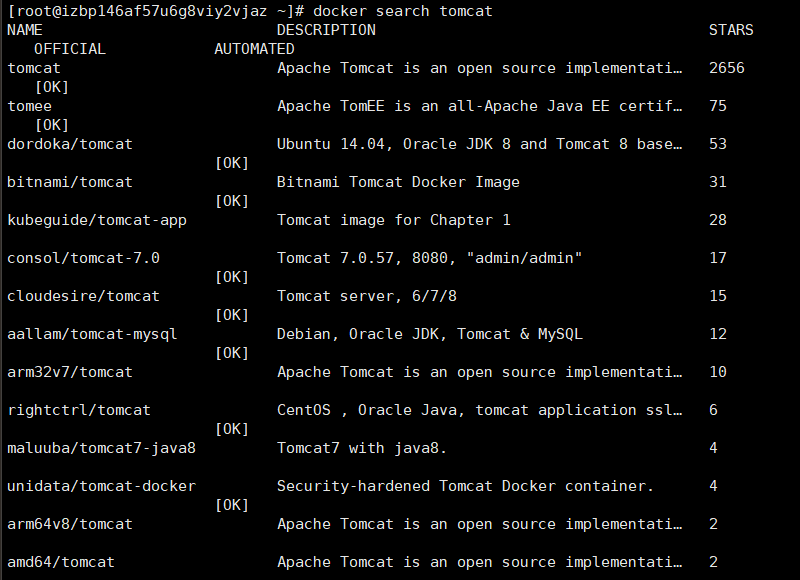 [root@izbp146af57u6g8viy2vjaz ~]# docker search tomcat
NAME DESCRIPTION STARS
OFFICIAL AUTOMATED
tomcat Apache Tomcat is an open source implementati… 2656
[OK]
tomee Apache TomEE is an all-Apache Java EE certif… 75
[OK]
dordoka/tomcat Ubuntu 14.04, Oracle JDK 8 and Tomcat 8 base… 53
[OK]
bitnami/tomcat Bitnami Tomcat Docker Image 31
[OK]
kubeguide/tomcat-app Tomcat image for Chapter 1 28
consol/tomcat-7.0 Tomcat 7.0.57, 8080, "admin/admin" 17
[OK]
cloudesire/tomcat Tomcat server, 6/7/8 15
[OK]
aallam/tomcat-mysql Debian, Oracle JDK, Tomcat & MySQL 12
[OK]
arm32v7/tomcat Apache Tomcat is an open source implementati… 10
rightctrl/tomcat CentOS , Oracle Java, tomcat application ssl… 6
[OK]
maluuba/tomcat7-java8 Tomcat7 with java8. 4
unidata/tomcat-docker Security-hardened Tomcat Docker container. 4
[OK]
arm64v8/tomcat Apache Tomcat is an open source implementati… 2
amd64/tomcat Apache Tomcat is an open source implementati… 2